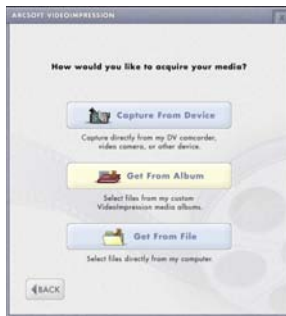 ARCSOFT VIDEOIMPRESSION
How would you like to acquire your media?
Capture From Device
Capture directly from my DV camcorder,
video camera, or other device.
Get From Album
Select files from my custom
VideoImpression media albums.
Get From File
Select files directly from my computer.
BACK